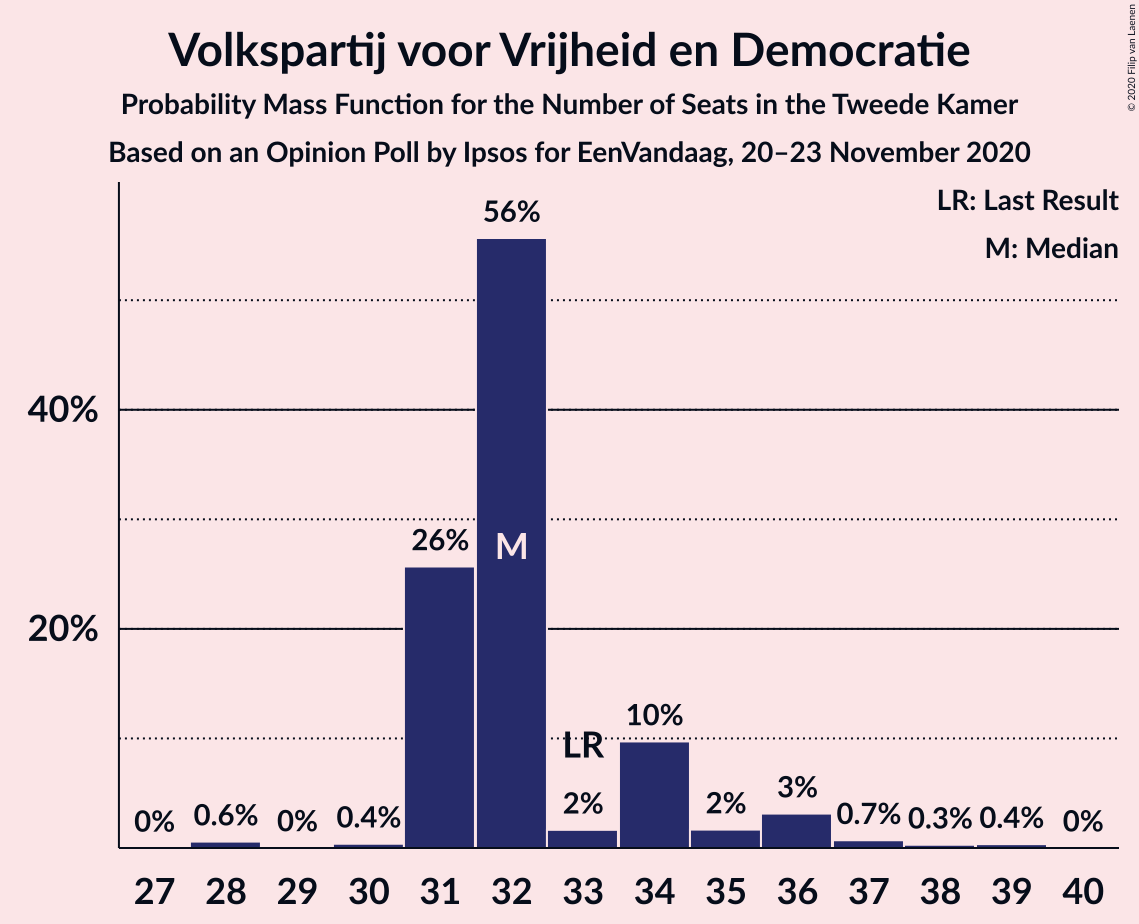 Volkspartij voor Vrijheid en Democratie
Probability Mass Function for the Number of Seats in the Tweede Kamer
Based on an Opinion Poll by Ipsos for EenVandaag, 20–23 November 2020
© 2020 Filip van Laenen
LR: Last Result
M: Median
56%
40%
26%
M
20%
10%
LR
0%
0.6%
0%
0.4%
2%
2%
3%
0.7%
0.3%
0.4%
0%
27 28 29 30 31 32 33 34 35 36 37 38 39 40